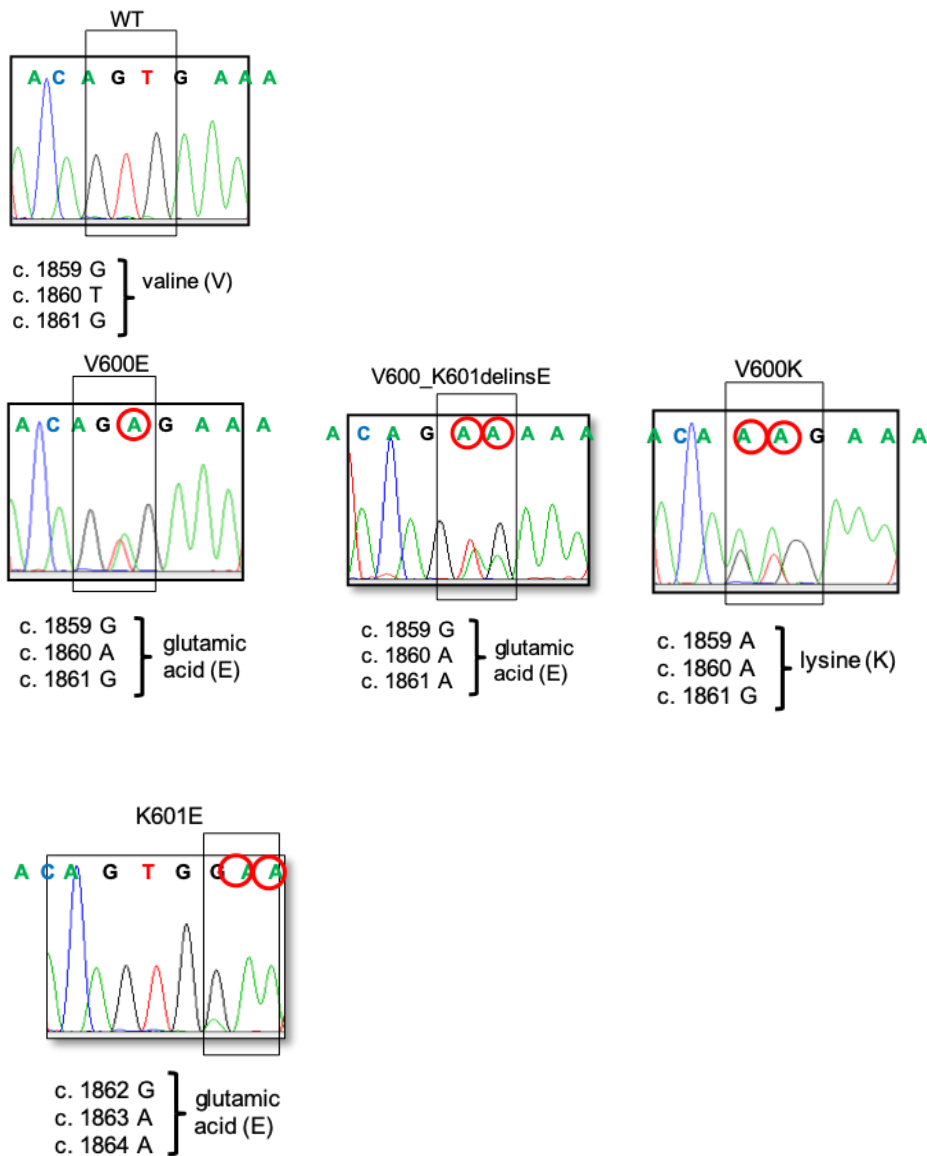 WT
A C A G T G A A A
c. 1859 G
c. 1860 T
c. 1861 G
valine (V)
V600E
A C A G A G A A A
c. 1859 G
c. 1860 A
c. 1861 G
glutamic
acid (E)
V600_K601delinsE
A C A G A A A A A
c. 1859 G
c. 1860 A
c. 1861 A
glutamic
acid (E)
V600K
A C A A A G A A A
c. 1859 A
c. 1860 A
c. 1861 G
lysine (K)
K601E
A C A G T G G A A
c. 1862 G
c. 1863 A
c. 1864 A
glutamic
acid (E)